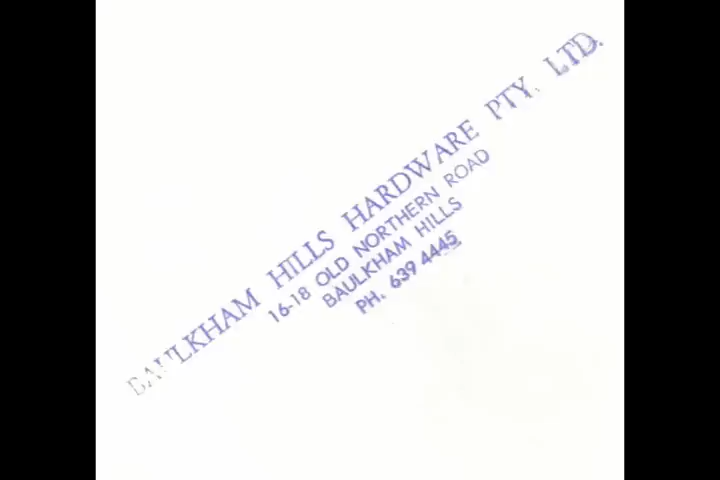 BAULKHAM HILLS HARDWARE PTY. LTD.
16-18 OLD NORTHERN ROAD
BAULKHAM HILLS
PH. 639 4445